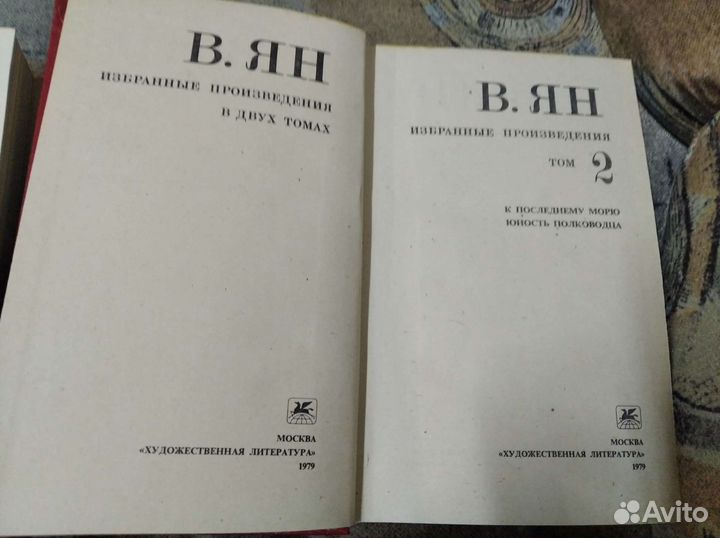 В. ЯН
ИЗБРАННЫЕ ПРОИЗВЕДЕНИЯ
В ДВУХ ТОМАХ
МОСКВА
«ХУДОЖЕСТВЕННАЯ ЛИТЕРАТУРА»
1979
В. ЯН
ИЗБРАННЫЕ ПРОИЗВЕДЕНИЯ
ТОМ 2
К ПОСЛЕДНЕМУ МОРЮ
ЮНОСТЬ ПОЛКОВОДЦА
МОСКВА
«ХУДОЖЕСТВЕННАЯ ЛИТЕРАТУРА»
1979
Avito